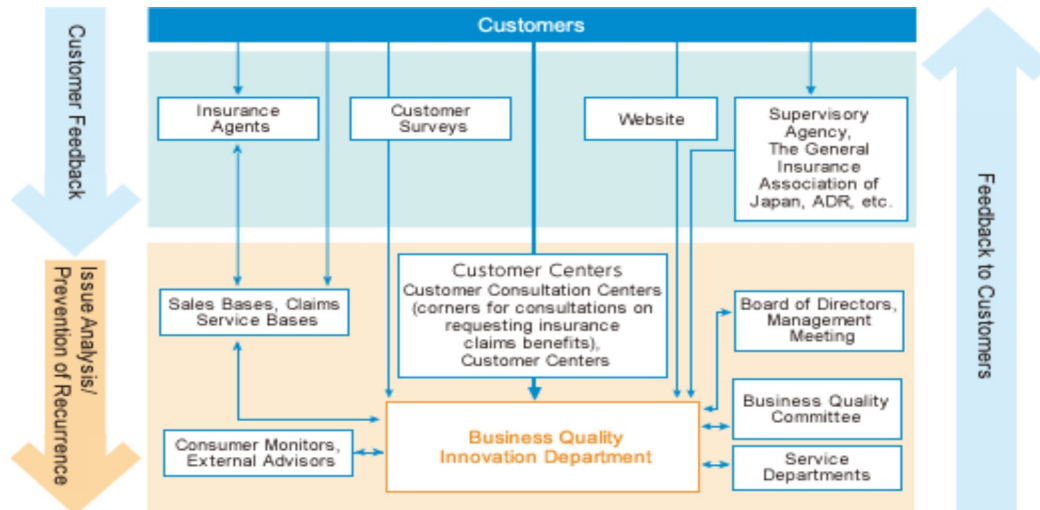 Customers
Customer Feedback
Insurance
Agents
Customer
Surveys
Website
Supervisory
Agency,
The General
Insurance
Association of
Japan, ADR, etc.
Feedback to Customers
Issue Analysis/
Prevention of Recurrence
Sales Bases, Claims
Service Bases
Customer Centers
Customer Consultation Centers
(corners for consultations on
requesting insurance
claims benefits),
Customer Centers
Board of Directors,
Management
Meeting
Business Quality
Committee
Consumer Monitors,
External Advisors
Business Quality
Innovation Department
Service
Departments